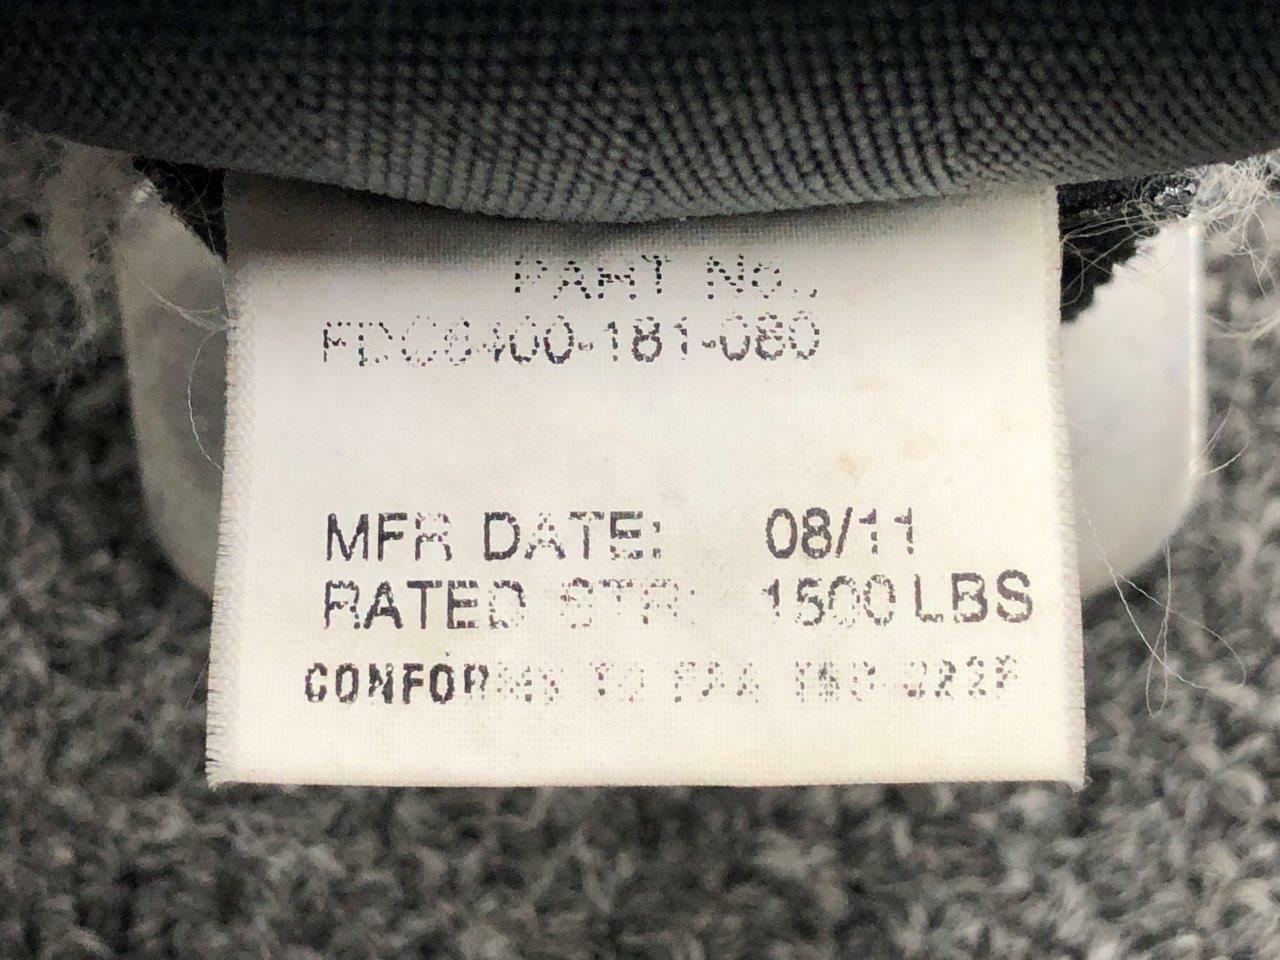 PART No.
FDC6400-181-080
MFR DATE: 08/11
RATED STR: 1500 LBS
CONFORMS TO FAA TSO-C22F